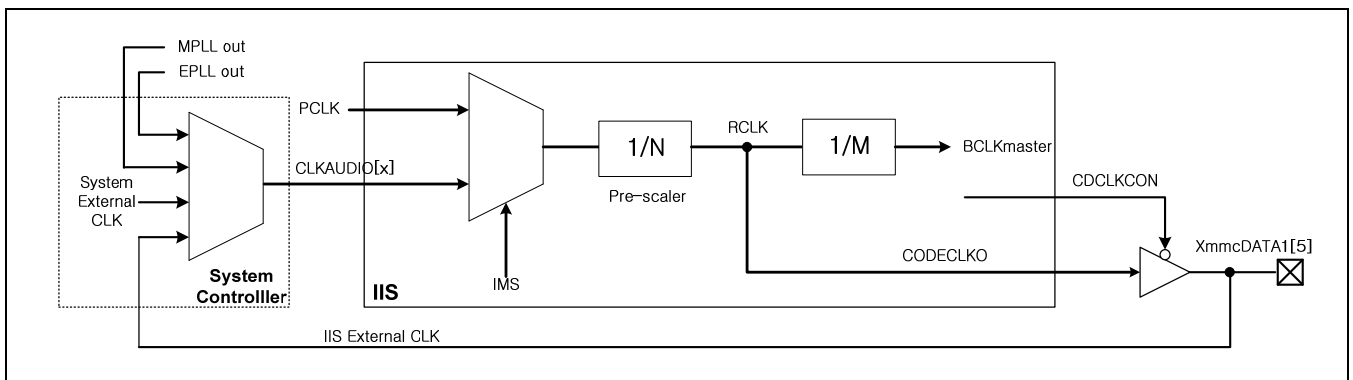 MPLL out
EPLL out
PCLK
CLKAUDIO[x]
System
External
CLK
System
Controlller
IIS
IMS
1/N
Pre-scaler
RCLK
1/M
BCLKmaster
CDCLKCON
CODECLKO
XmmcDATA1[5]
IIS External CLK